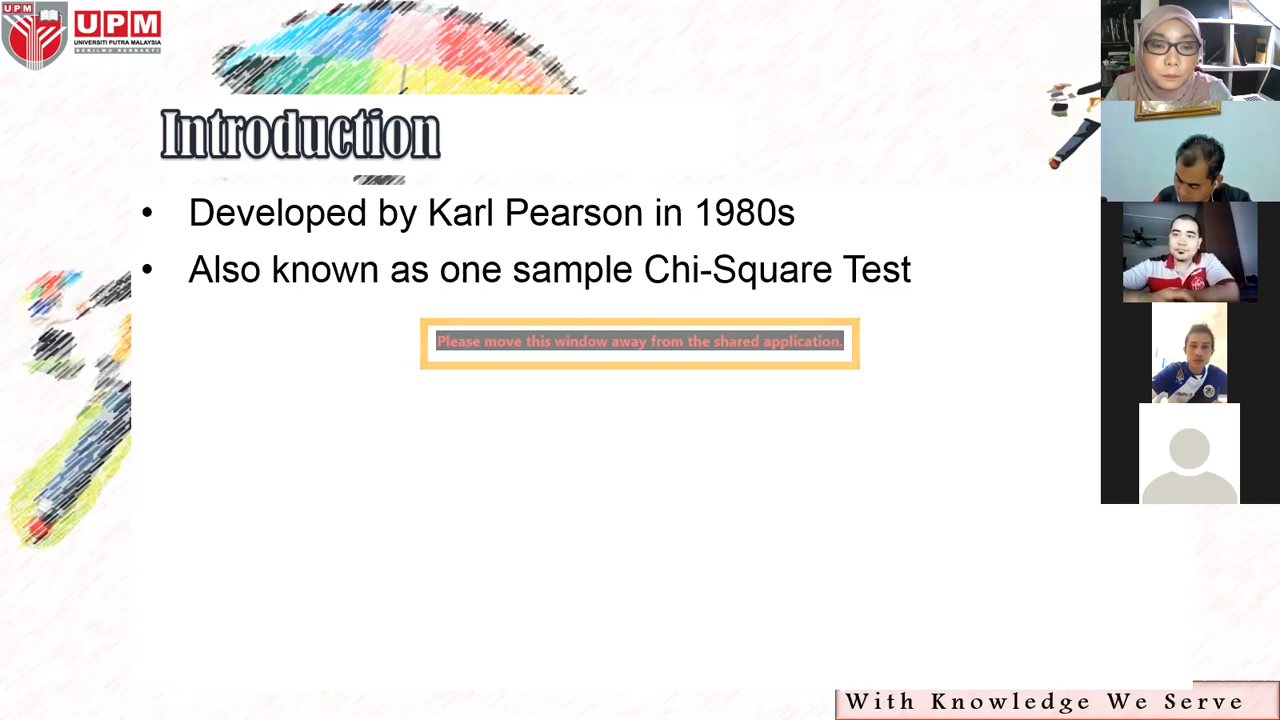 UPM
UPM
UNIVERSITI PUTRA MALAYSIA
BERILMU BERBAKTI
Introduction
• Developed by Karl Pearson in 1980s
• Also known as one sample Chi-Square Test
Please move this window away from the shared application.
With Knowledge We Serve